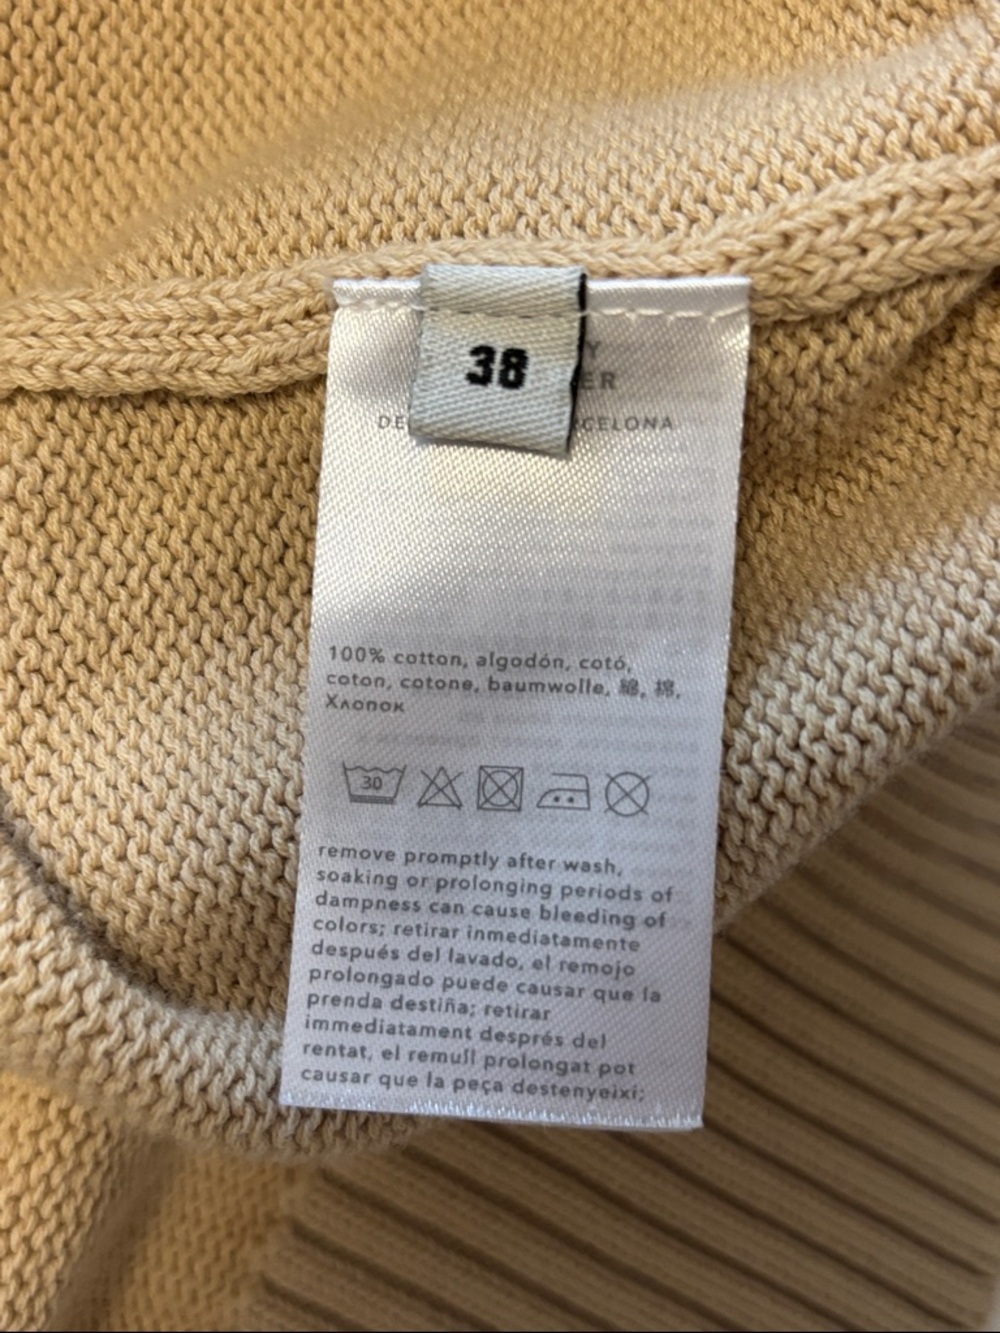 38
100% cotton, algodón, cotó,
coton, cotone, baumwolle, 綿, 棉,
Хлопок
30
remove promptly after wash,
soaking or prolonging periods of
dampness can cause bleeding of
colors; retirar inmediatamente
después del lavado, el remojo
prolongado puede causar que la
prenda destiña; retirar
immediatament després del
rentat, el remull prolongat pot
causar que la peça destenyeixi;